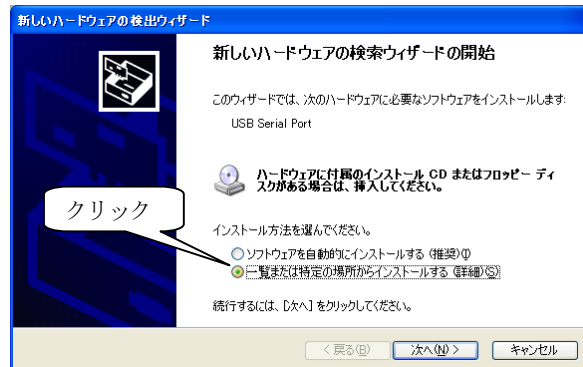 新しいハードウェアの検出ウィザード
新しいハードウェアの検索ウィザードの開始
このウィザードでは、次のハードウェアに必要なソフトウェアをインストールします:
USB Serial Port
ハードウェアに付属のインストール CD またはフロッピー ディ
スクがある場合は、挿入してください。
クリック
インストール方法を選んでください。
ソフトウェアを自動的にインストールする (推奨)(I)
一覧または特定の場所からインストールする (詳細)(S)
続行するには、[次へ] をクリックしてください。
< 戻る(B)
次へ(N) >
キャンセル